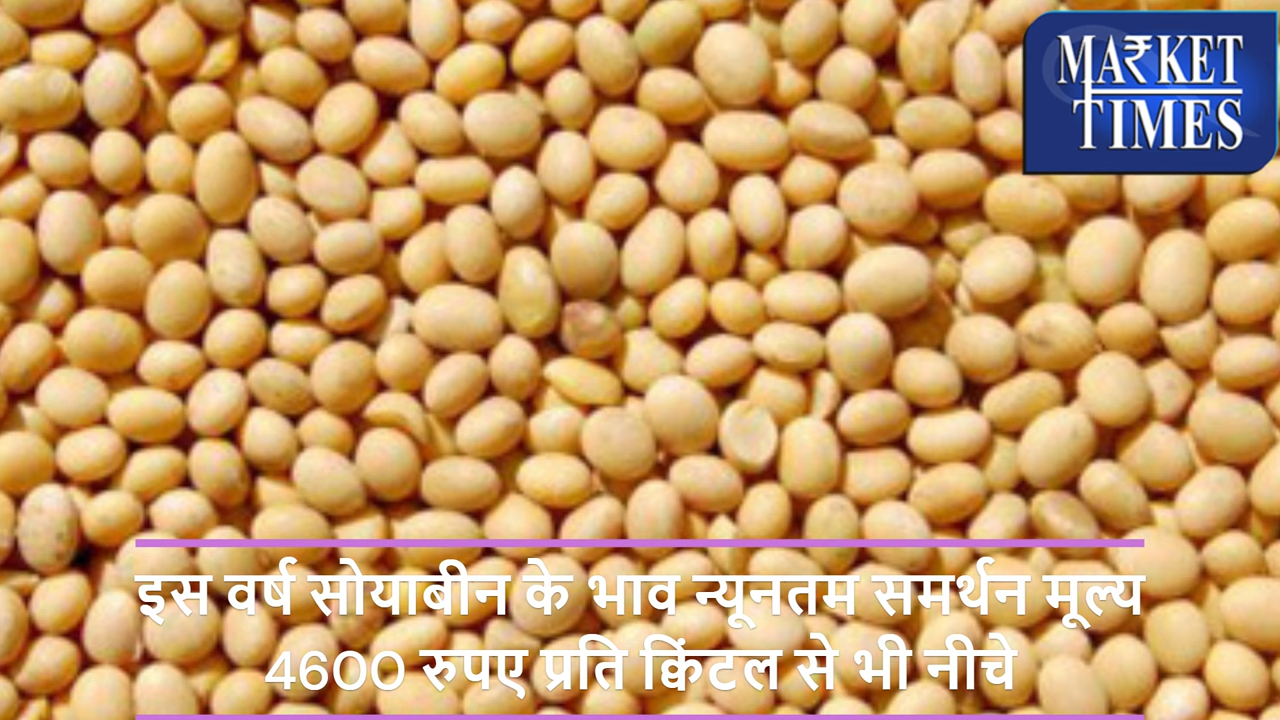 MA₹KET
TIMES
इस वर्ष सोयाबीन के भाव न्यूनतम समर्थन मूल्य
4600 रुपए प्रति क्विंटल से भी नीचे